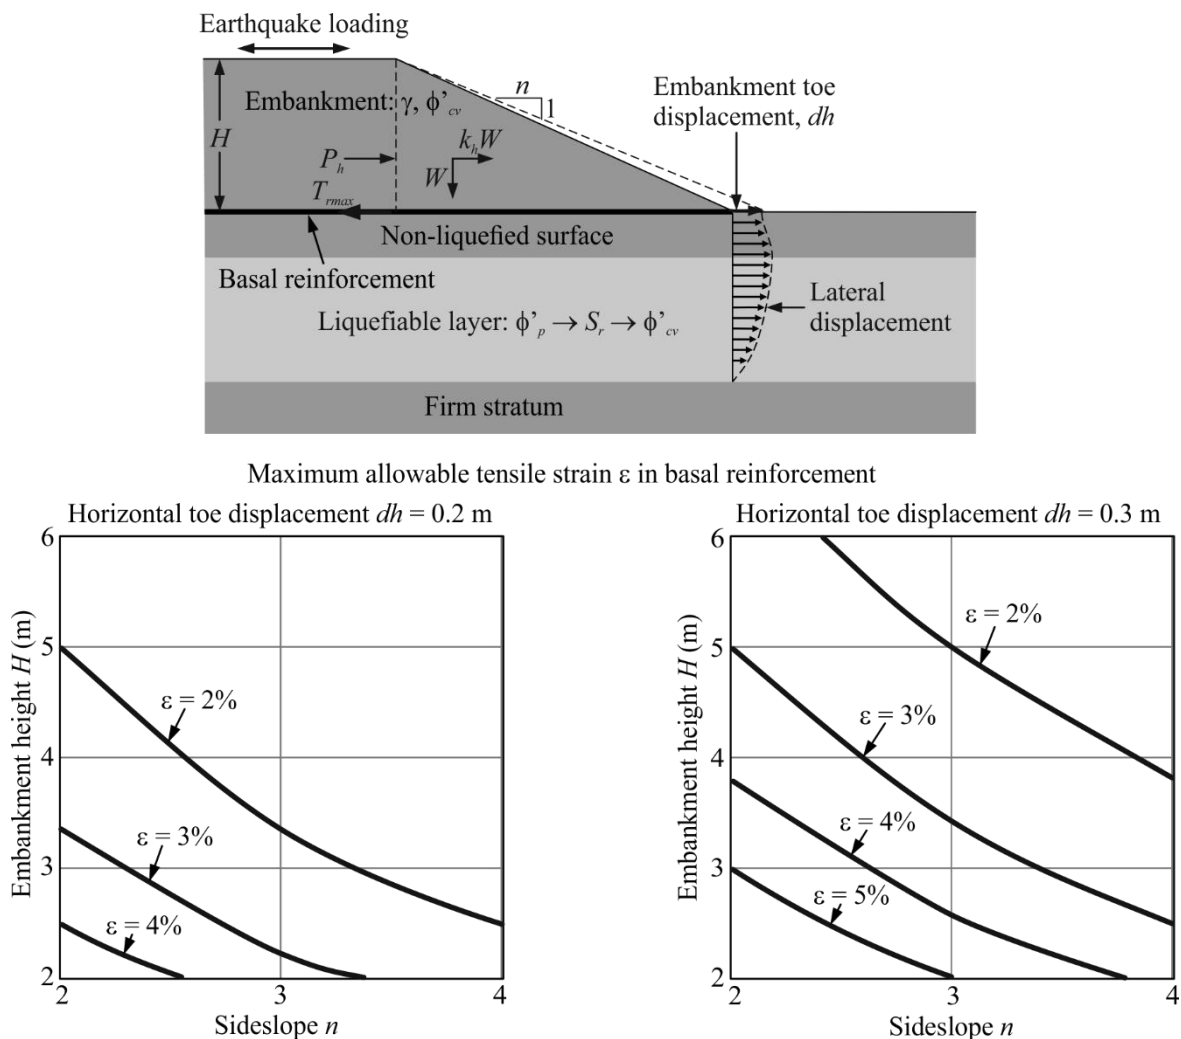 Earthquake loading
Embankment toe
displacement, dh
n
1
Embankment: γ, ϕ'cv
H
Ph
khW
W
Trmax
Non-liquefied surface
Basal reinforcement
Lateral
displacement
Liquefiable layer: ϕ'p → Sr → ϕ'cv
Firm stratum
Maximum allowable tensile strain ε in basal reinforcement
Horizontal toe displacement dh = 0.2 m
6
5
4
3
2
Embankment height H (m)
ε = 2%
ε = 3%
ε = 4%
2
3
4
Sideslope n
Horizontal toe displacement dh = 0.3 m
6
5
4
3
2
Embankment height H (m)
ε = 2%
ε = 3%
ε = 4%
ε = 5%
2
3
4
Sideslope n